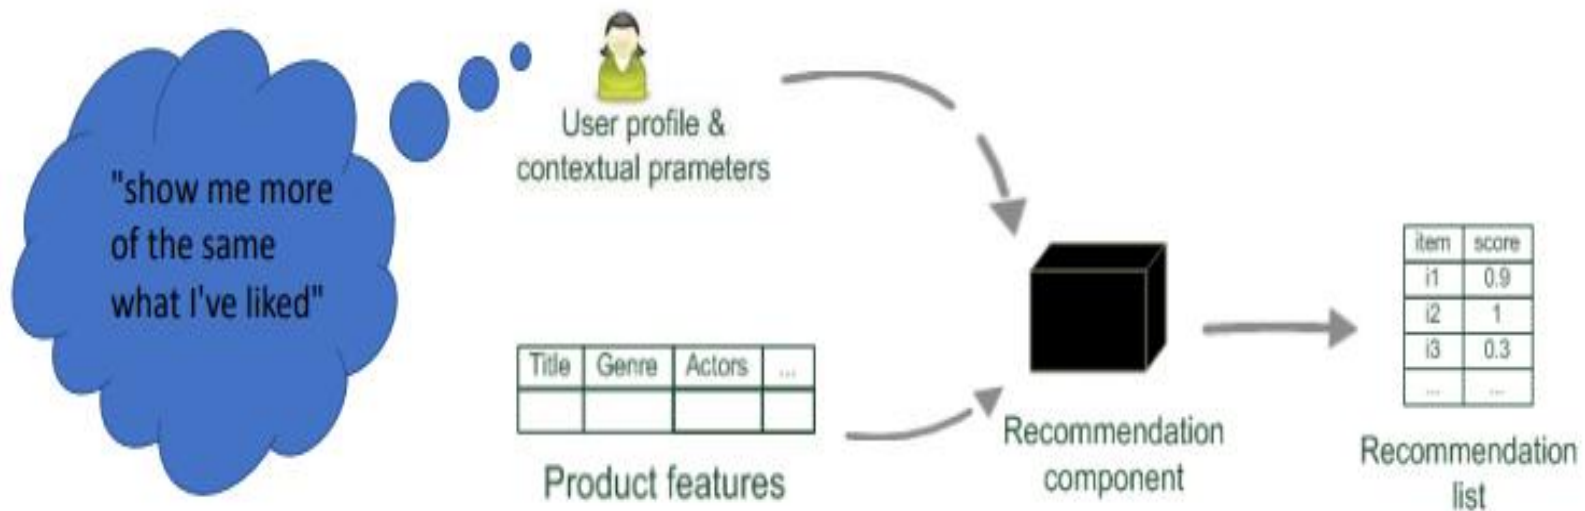 "show me more
of the same
what I've liked"
User profile &
contextual prameters
Title Genre Actors ...
Product features
Recommendation
component
item score
i1 0.9
i2 1
i3 0.3
... ...
Recommendation
list